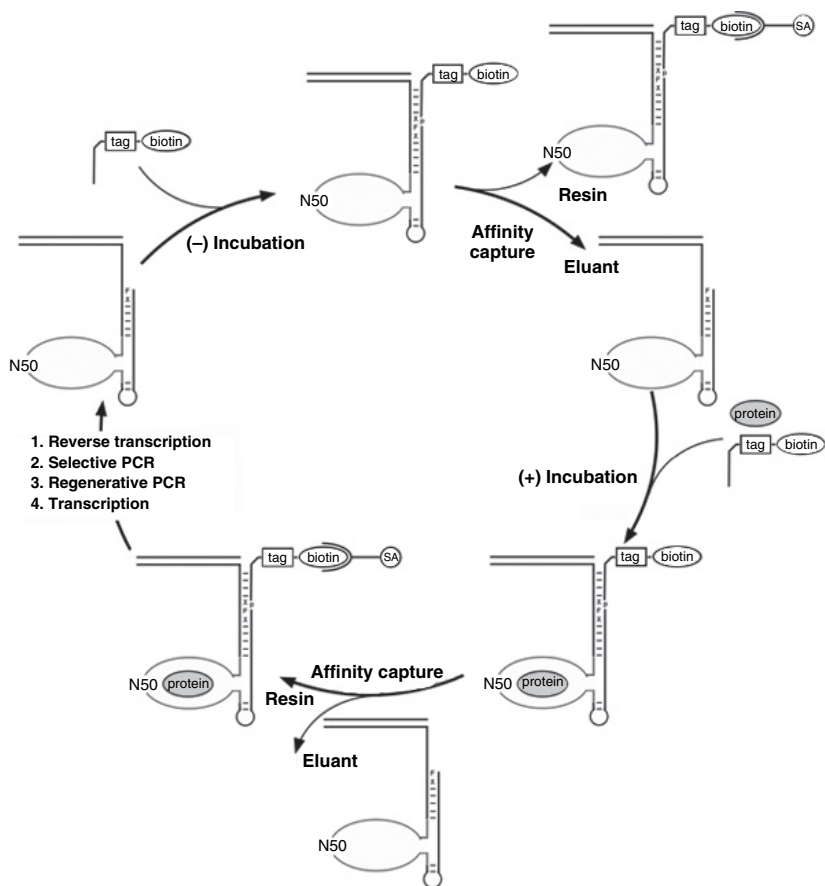 tag
biotin
SA
tag
biotin
tag
biotin
N50
Resin
N50
(–) Incubation
Affinity
capture
Eluant
N50
N50
protein
1. Reverse transcription
2. Selective PCR
3. Regenerative PCR
4. Transcription
tag
biotin
(+) Incubation
tag
biotin
SA
tag
biotin
N50
protein
Affinity capture
N50
protein
Resin
Eluant
N50